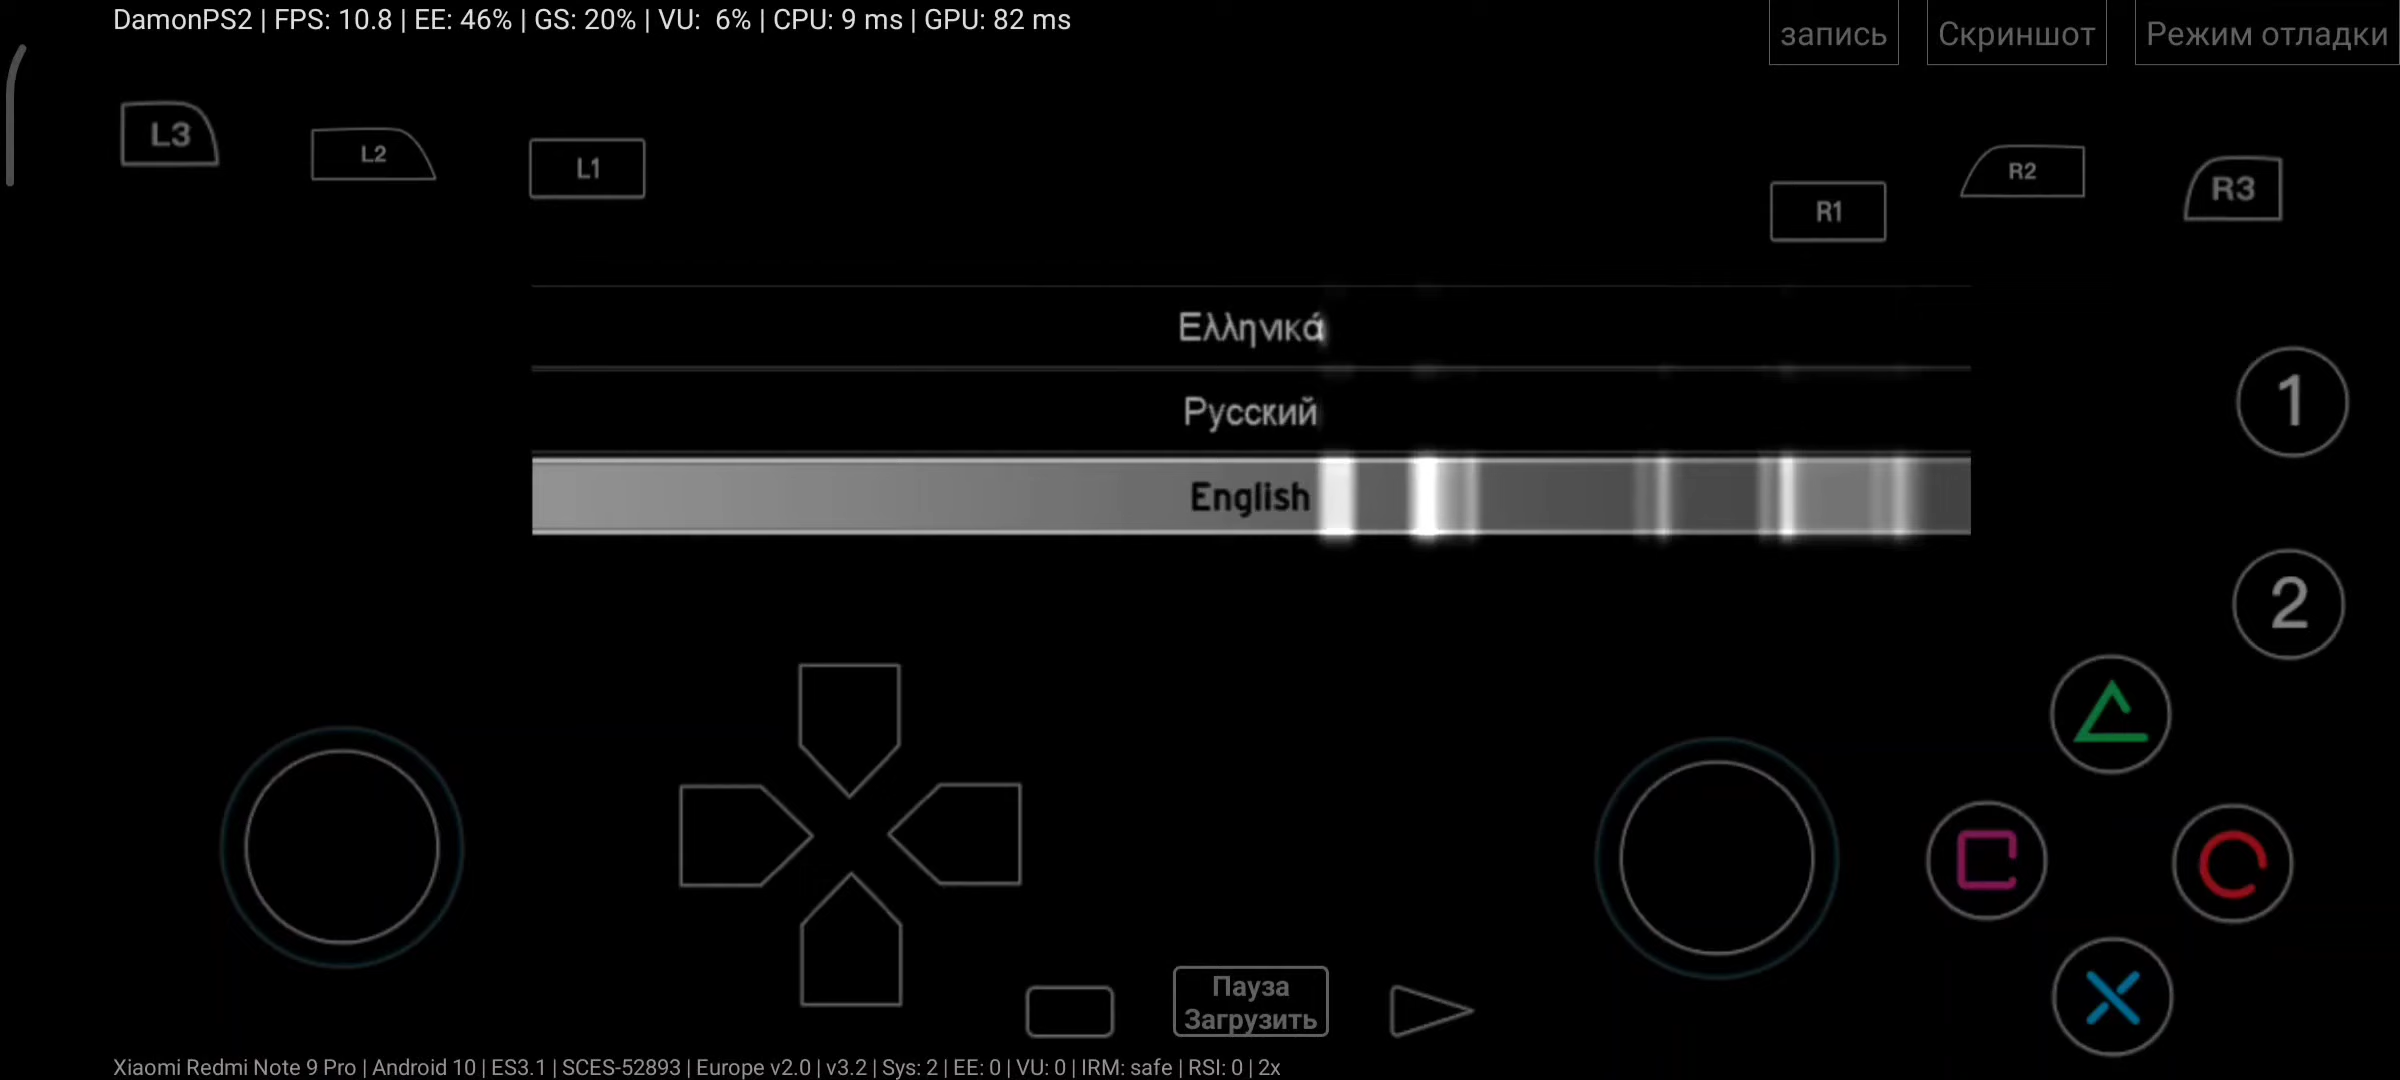 DamonPS2 | FPS: 10.8 | EE: 46% | GS: 20% | VU: 6% | CPU: 9 ms | GPU: 82 ms
запись
Скриншот
Режим отладки
L3
L2
L1
R1
R2
R3
Ελληνικά
Русский
English
1
2
Пауза
Загрузить
Xiaomi Redmi Note 9 Pro | Android 10 | ES3.1 | SCES-52893 | Europe v2.0 | v3.2 | Sys: 2 | EE: 0 | VU: 0 | IRM: safe | RSI: 0 | 2x